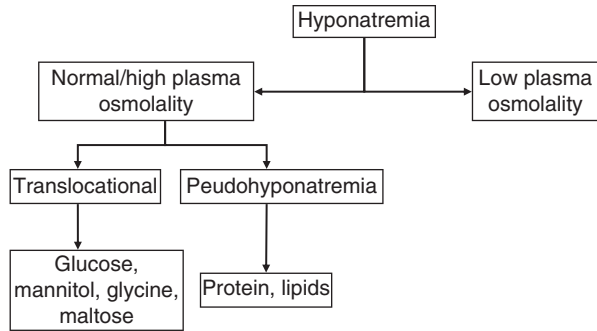 Hyponatremia
Normal/high plasma
osmolality
Low plasma
osmolality
Translocational
Peudohyponatremia
Glucose,
mannitol, glycine,
maltose
Protein, lipids